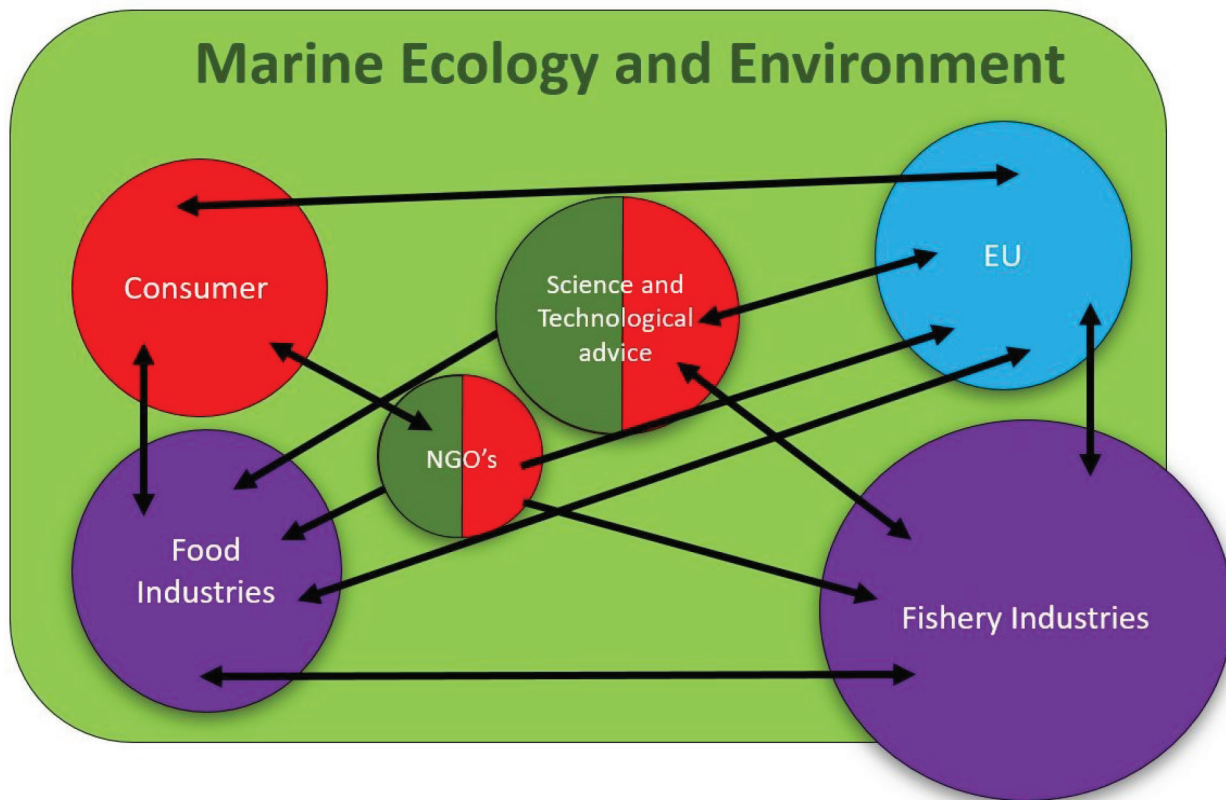 Marine Ecology and Environment
Consumer
Science and
Technological
advice
EU
NGO's
Food
Industries
Fishery Industries